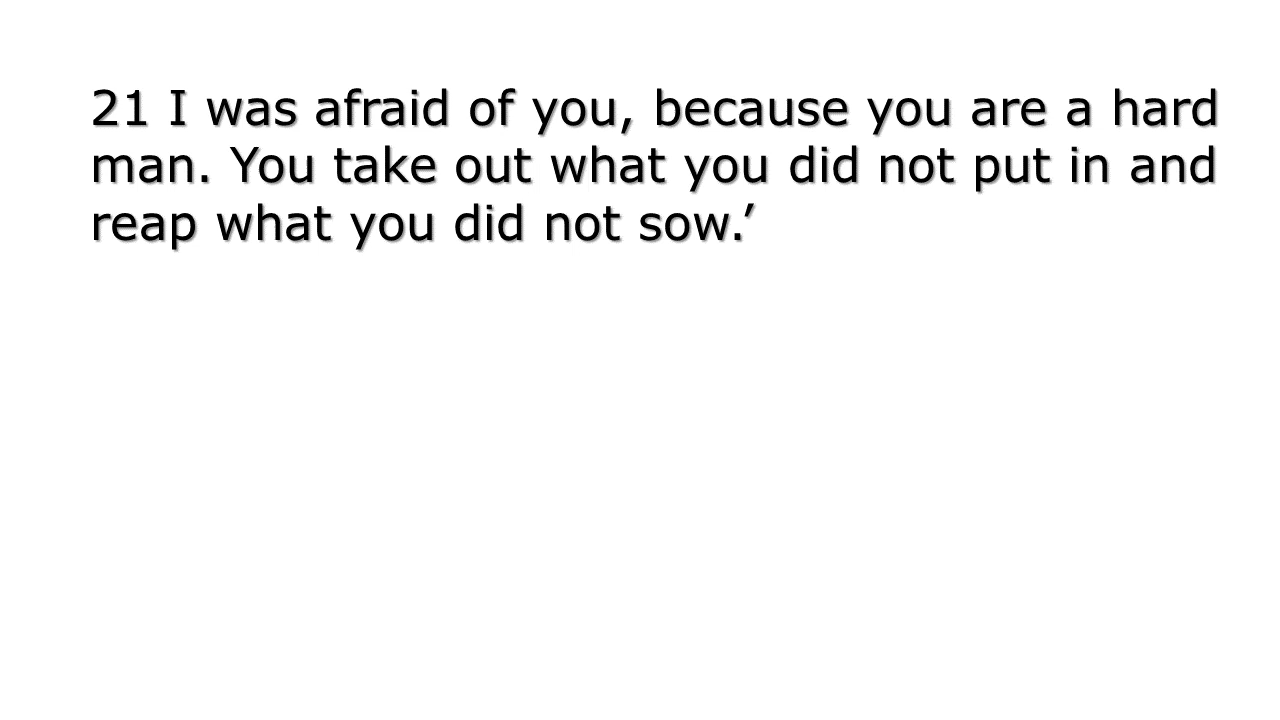 21 I was afraid of you, because you are a hard
man. You take out what you did not put in and
reap what you did not sow.’